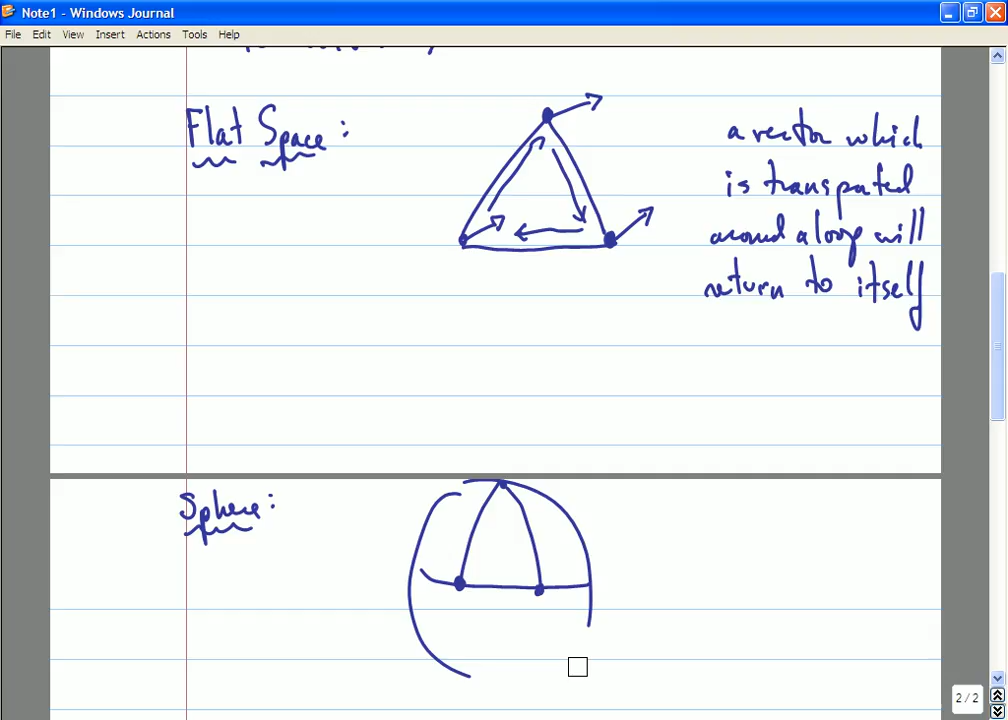 Note1 - Windows Journal
File Edit View Insert Actions Tools Help
Flat Space:
a vector which
is transpated
around a loop will
return to itself
Sphere:
2 / 2